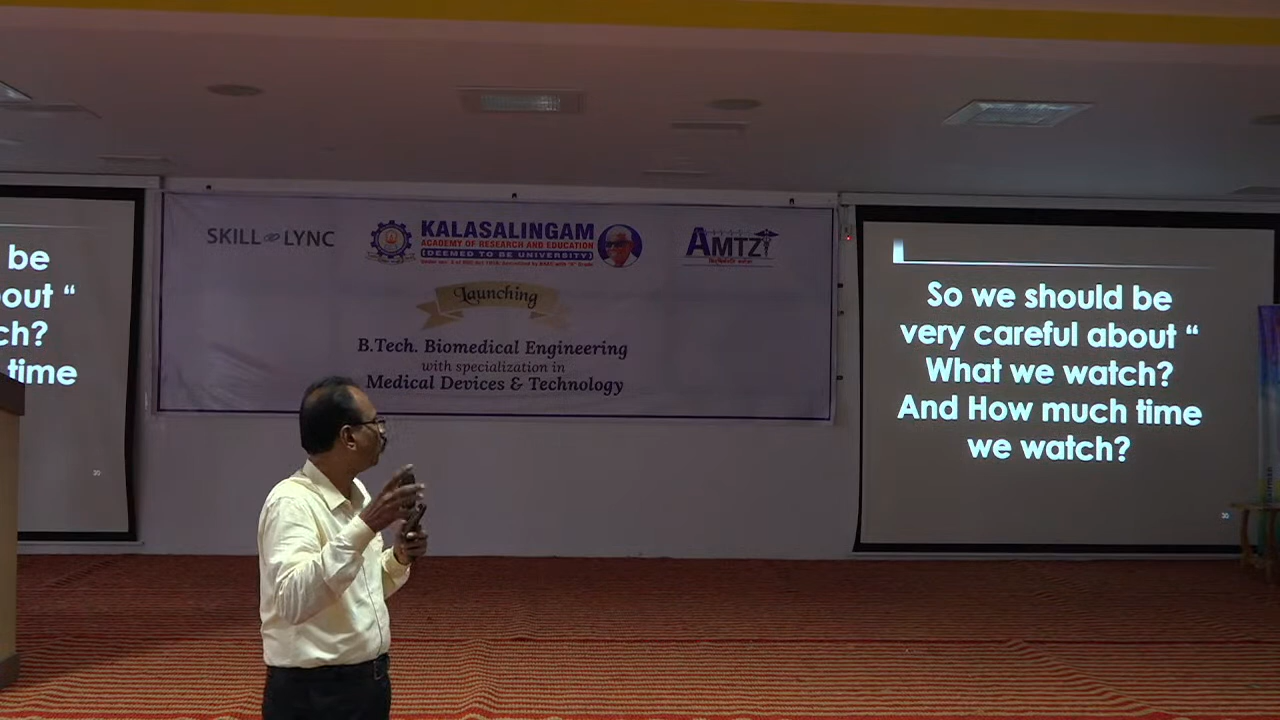 be
out “
ch?
time
30
SKILL LYNC
KALASALINGAM
ACADEMY OF RESEARCH AND EDUCATION
(DEEMED TO BE UNIVERSITY)
AMTZ
Launching
B.Tech. Biomedical Engineering
with specialization in
Medical Devices & Technology
So we should be
very careful about “
What we watch?
And How much time
we watch?
30